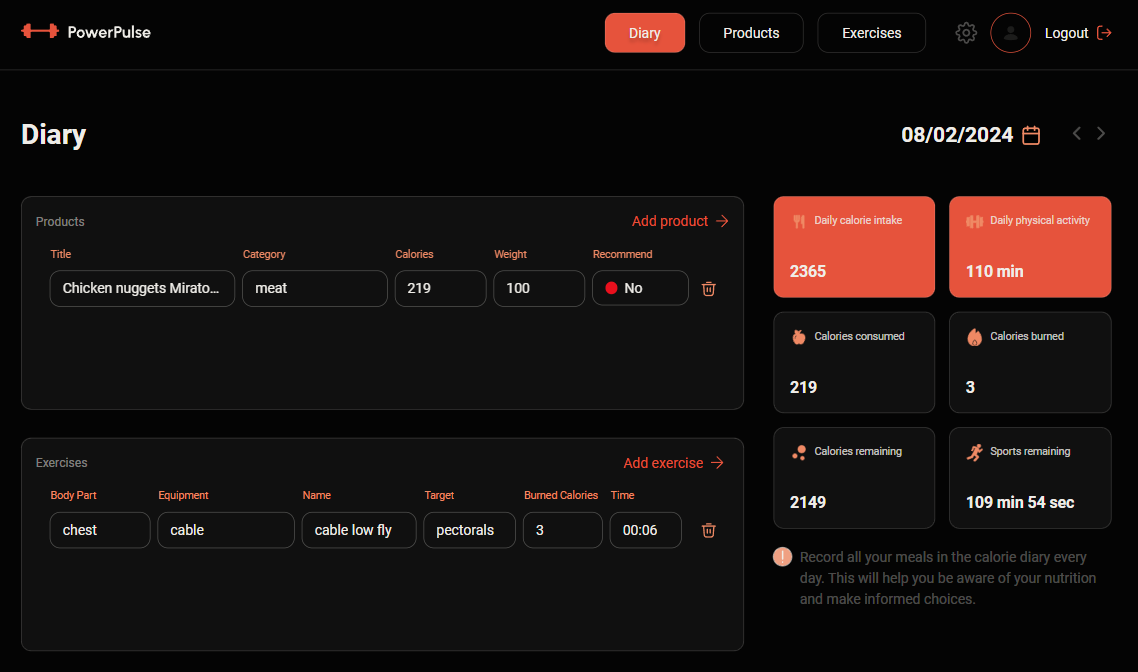 PowerPulse
Diary
Products
Exercises
Logout
Diary
08/02/2024
Products
Add product
Title Category Calories Weight Recommend
Chicken nuggets Mirato... meat 219 100 No
Exercises
Add exercise
Body Part Equipment Name Target Burned Calories Time
chest cable cable low fly pectorals 3 00:06
Daily calorie intake
2365
Daily physical activity
110 min
Calories consumed
219
Calories burned
3
Calories remaining
2149
Sports remaining
109 min 54 sec
Record all your meals in the calorie diary every
day. This will help you be aware of your nutrition
and make informed choices.